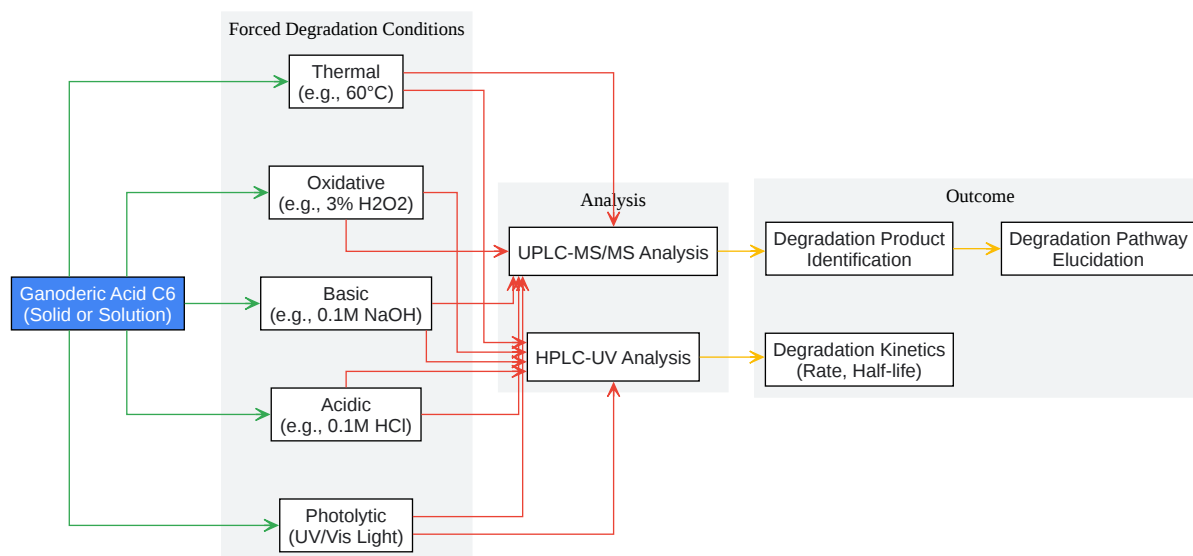 Forced Degradation Conditions
Thermal
(e.g., 60°C)
Oxidative
(e.g., 3% H2O2)
Analysis
Outcome
UPLC-MS/MS Analysis
Degradation Product
Identification
Degradation Pathway
Elucidation
Ganoderic Acid C6
(Solid or Solution)
Basic
(e.g., 0.1M NaOH)
HPLC-UV Analysis
Degradation Kinetics
(Rate, Half-life)
Acidic
(e.g., 0.1M HCl)
Photolytic
(UV/Vis Light)